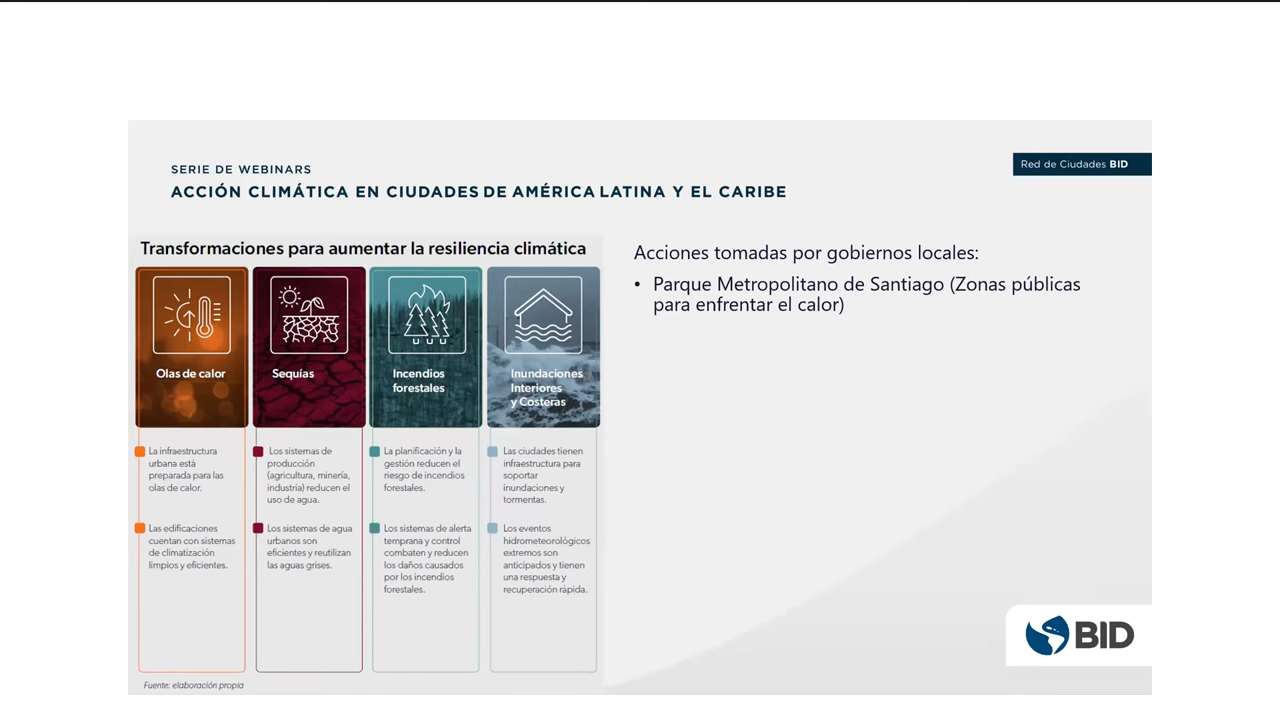 SERIE DE WEBINARS
ACCIÓN CLIMÁTICA EN CIUDADES DE AMÉRICA LATINA Y EL CARIBE
Red de Ciudades BID
Transformaciones para aumentar la resiliencia climática
Olas de calor
La infraestructura
urbana está
preparada para las
olas de calor.
Las edificaciones
cuentan con sistemas
de climatización
limpios y eficientes.
Sequías
Los sistemas de
producción
(agricultura, minería,
industria) reducen el
uso de agua.
Los sistemas de agua
urbanos son
eficientes y reutilizan
las aguas grises.
Incendios
forestales
La planificación y la
gestión reducen el
riesgo de incendios
forestales.
Los sistemas de alerta
temprana y control
combaten y reducen
los daños causados
por los incendios
forestales.
Inundaciones
Interiores
y Costeras
Las ciudades tienen
infraestructura para
soportar
inundaciones y
tormentas.
Los eventos
hidrometeorológicos
extremos son
anticipados y tienen
una respuesta y
recuperación rápida.
Fuente: elaboración propia
Acciones tomadas por gobiernos locales:
• Parque Metropolitano de Santiago (Zonas públicas
para enfrentar el calor)
BID